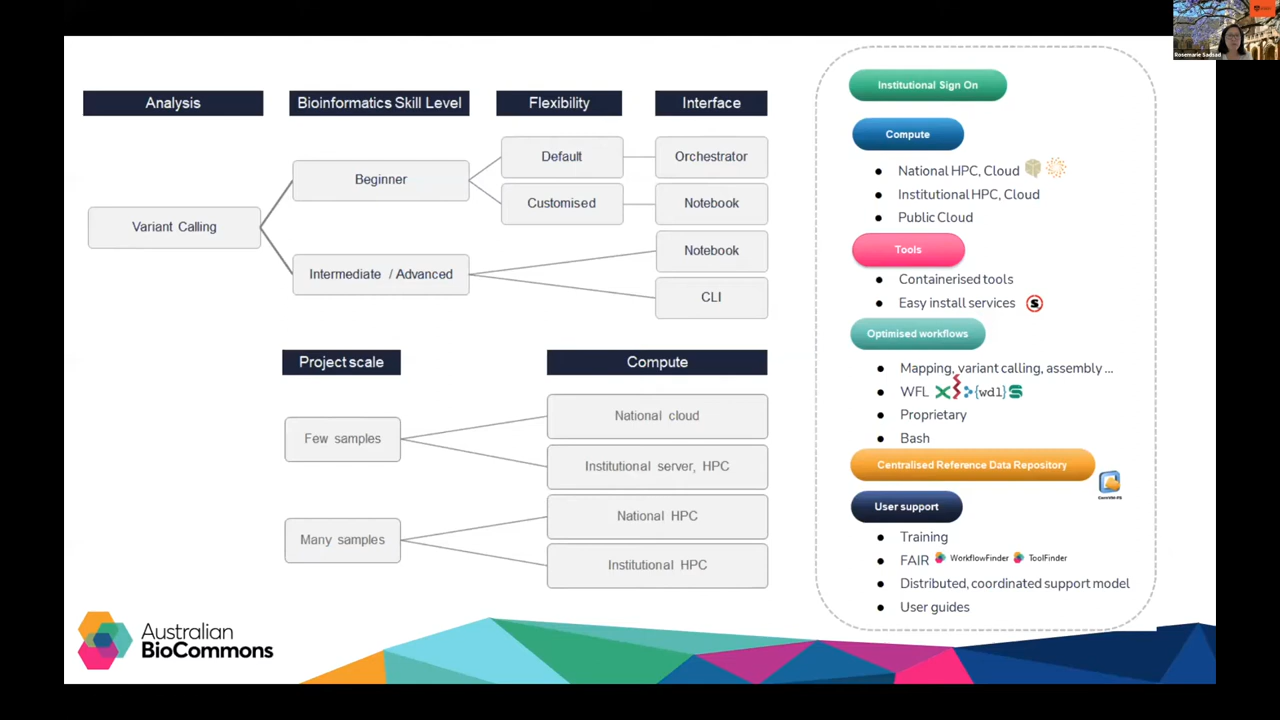 Rosemarie Sadsad
Analysis
Bioinformatics Skill Level
Flexibility
Interface
Variant Calling
Beginner
Intermediate / Advanced
Default
Customised
Orchestrator
Notebook
Notebook
CLI
Project scale
Compute
Few samples
Many samples
National cloud
Institutional server, HPC
National HPC
Institutional HPC
Institutional Sign On
Compute
● National HPC, Cloud
● Institutional HPC, Cloud
● Public Cloud
Tools
● Containerised tools
● Easy install services S
Optimised workflows
● Mapping, variant calling, assembly ...
● WFL {wdl}
● Proprietary
● Bash
Centralised Reference Data Repository
CernVM-FS
User support
● Training
● FAIR WorkflowFinder ToolFinder
● Distributed, coordinated support model
● User guides
Australian
BioCommons